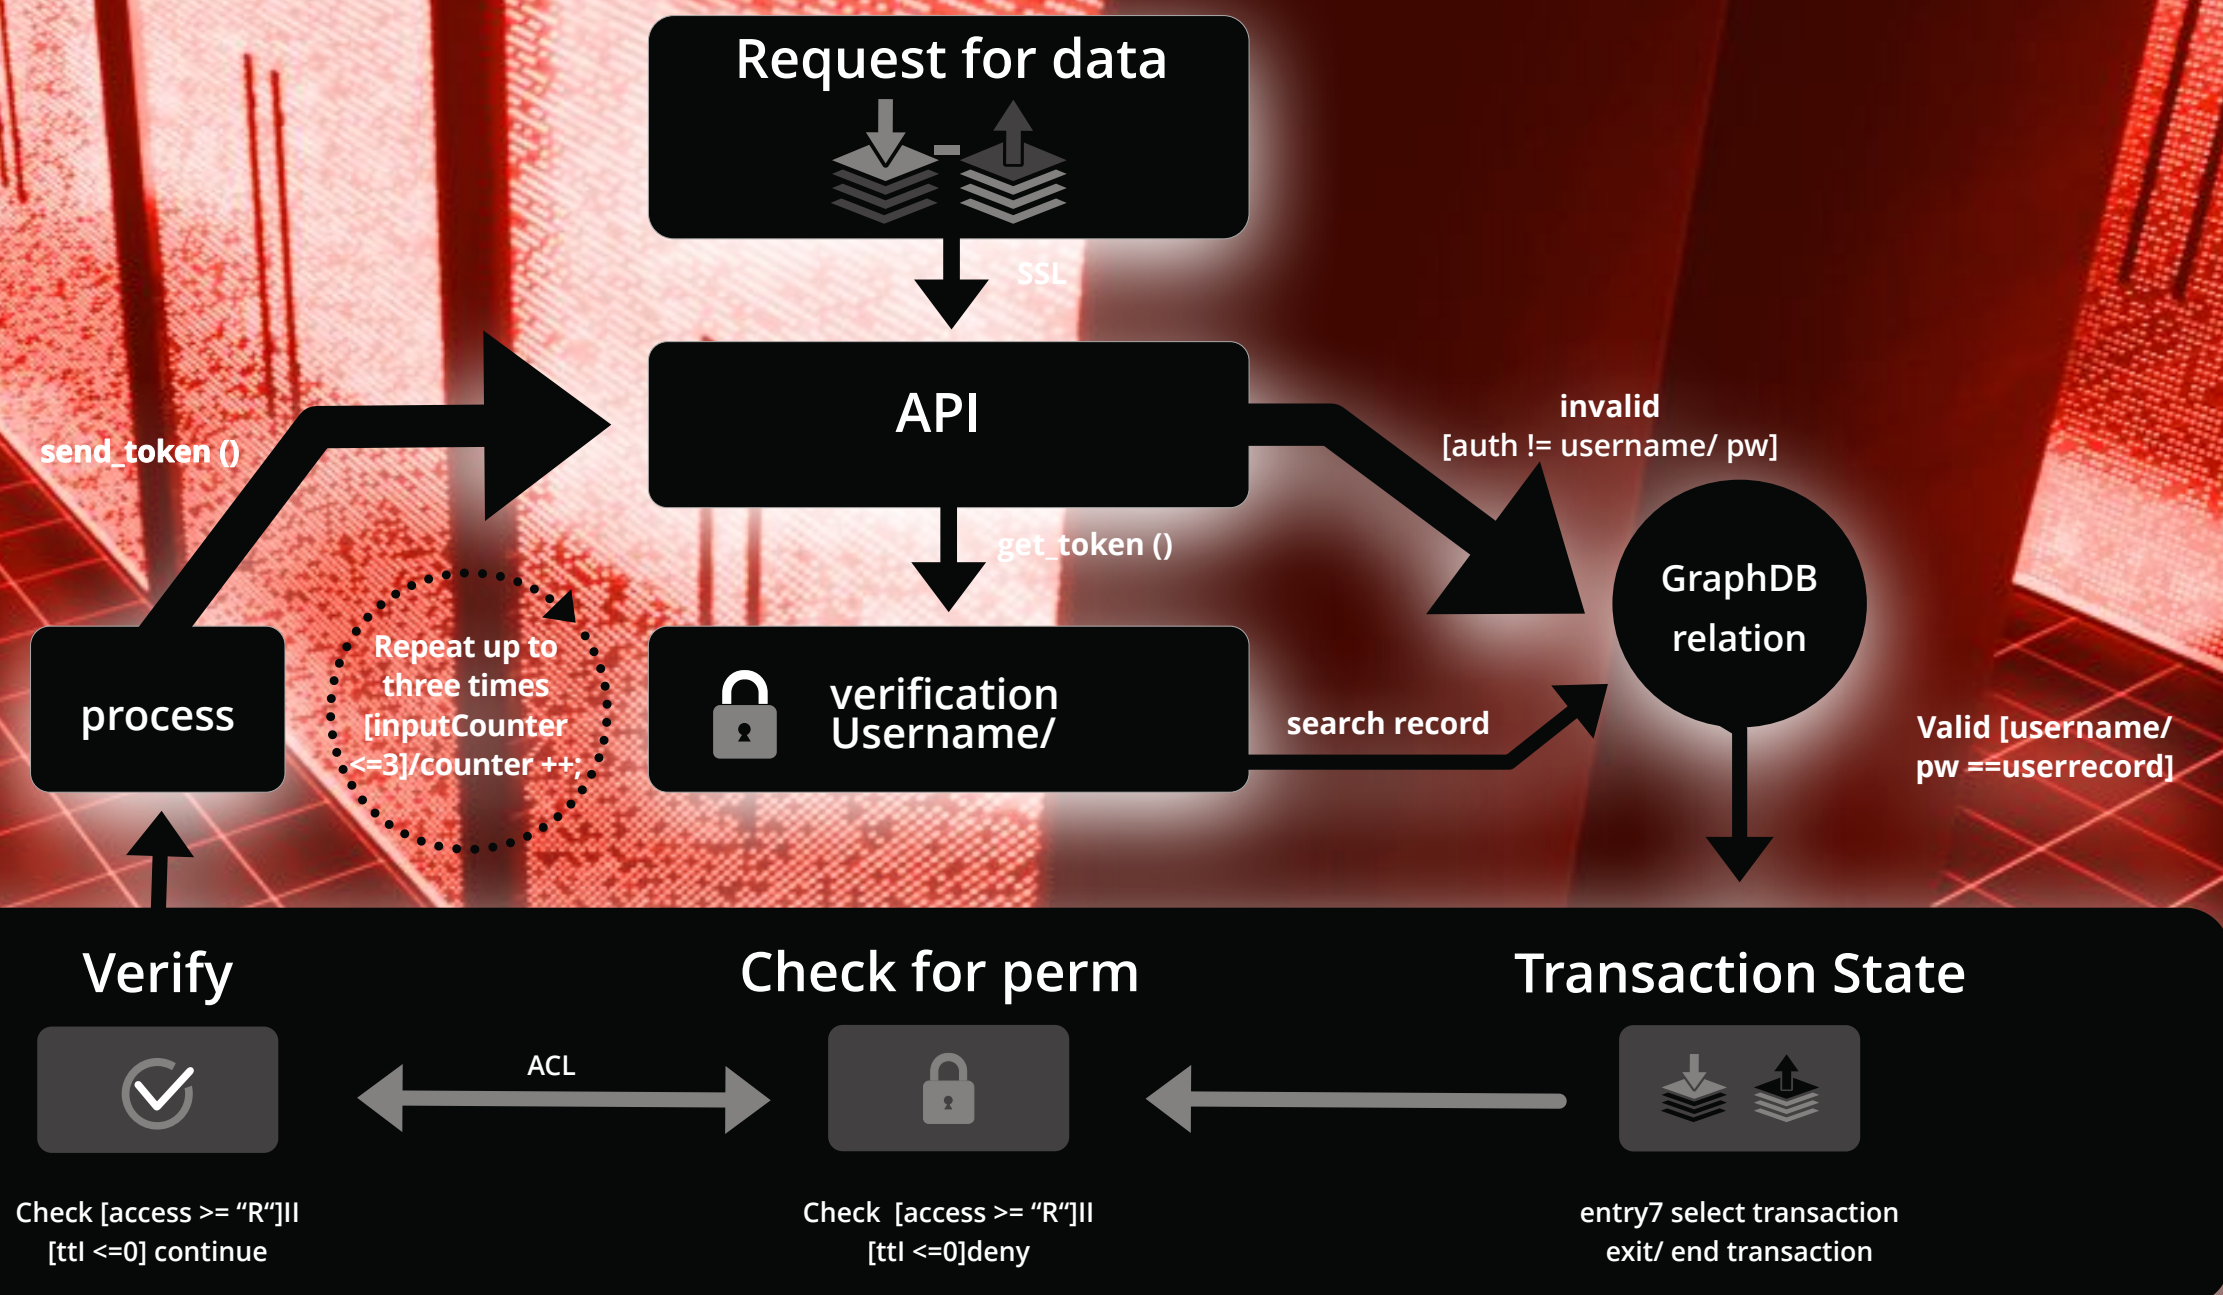 Request for data
SSL
API
invalid
[auth != username/ pw]
send_token ()
get_token ()
GraphDB
relation
Repeat up to
three times
[inputCounter
<=3]/counter ++;
process
verification
Username/
search record
Valid [username/
pw ==userrecord]
Verify
Check for perm
Transaction State
ACL
Check [access >= “R“]II
[ttl <=0] continue
Check  [access >= “R“]II
[ttl <=0]deny
entry7 select transaction
exit/ end transaction